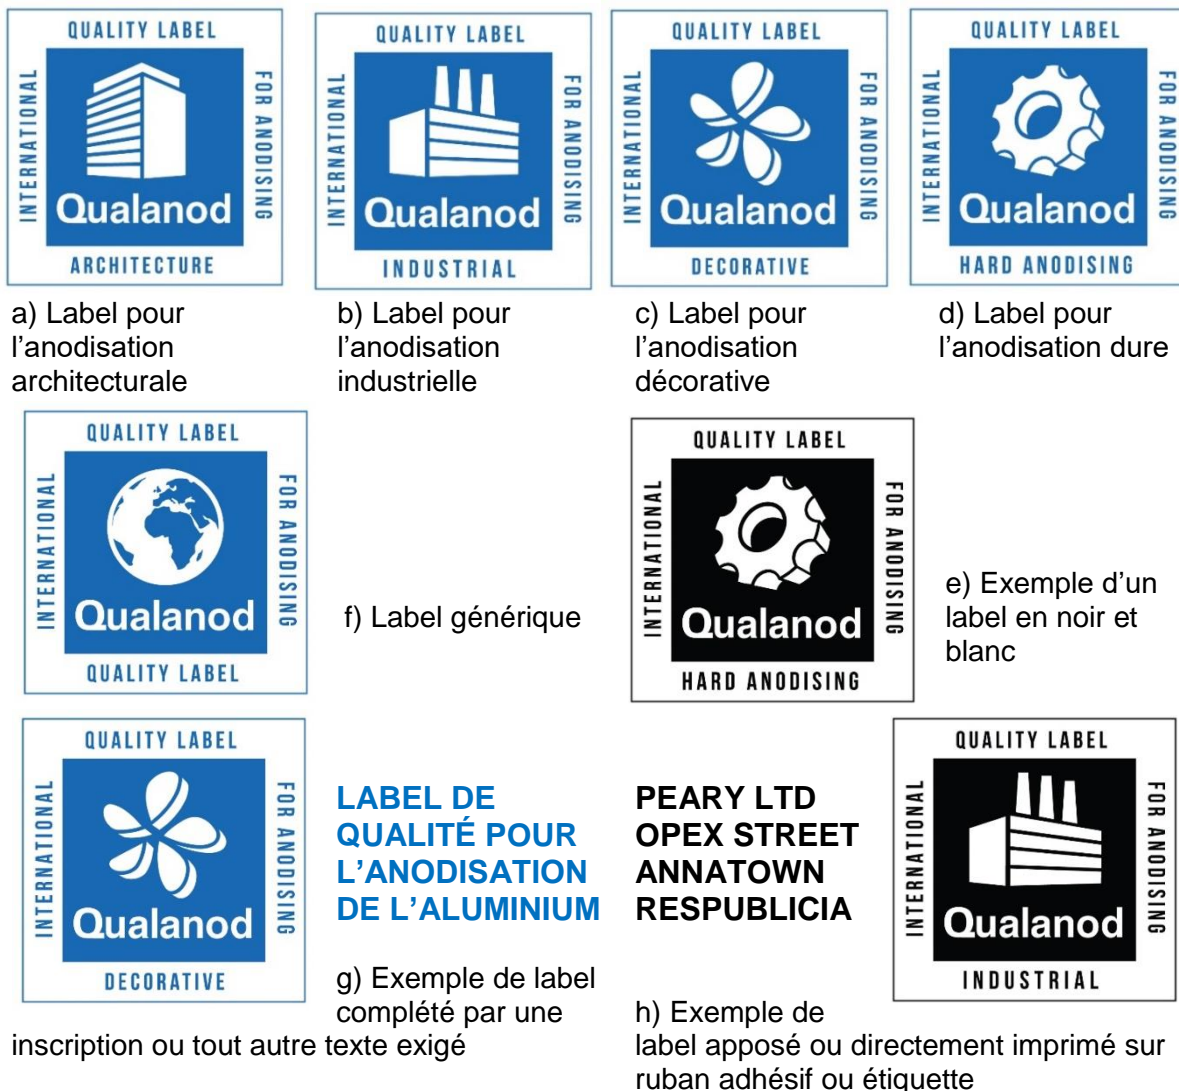 QUALITY LABEL
INTERNATIONAL
FOR ANODISING
Qualanod
ARCHITECTURE
QUALITY LABEL
INTERNATIONAL
FOR ANODISING
Qualanod
INDUSTRIAL
QUALITY LABEL
INTERNATIONAL
FOR ANODISING
Qualanod
DECORATIVE
QUALITY LABEL
INTERNATIONAL
FOR ANODISING
Qualanod
HARD ANODISING
a) Label pour
l’anodisation
architecturale
b) Label pour
l’anodisation
industrielle
c) Label pour
l’anodisation
décorative
d) Label pour
l’anodisation dure
QUALITY LABEL
INTERNATIONAL
FOR ANODISING
Qualanod
QUALITY LABEL
f) Label générique
QUALITY LABEL
INTERNATIONAL
FOR ANODISING
Qualanod
HARD ANODISING
e) Exemple d’un
label en noir et
blanc
QUALITY LABEL
INTERNATIONAL
FOR ANODISING
Qualanod
DECORATIVE
LABEL DE
QUALITÉ POUR
L’ANODISATION
DE L’ALUMINIUM
g) Exemple de label
complété par une
inscription ou tout autre texte exigé
PEARY LTD
OPEX STREET
ANNATOWN
RESPUBLICIA
QUALITY LABEL
INTERNATIONAL
FOR ANODISING
Qualanod
INDUSTRIAL
h) Exemple de
label apposé ou directement imprimé sur
ruban adhésif ou étiquette